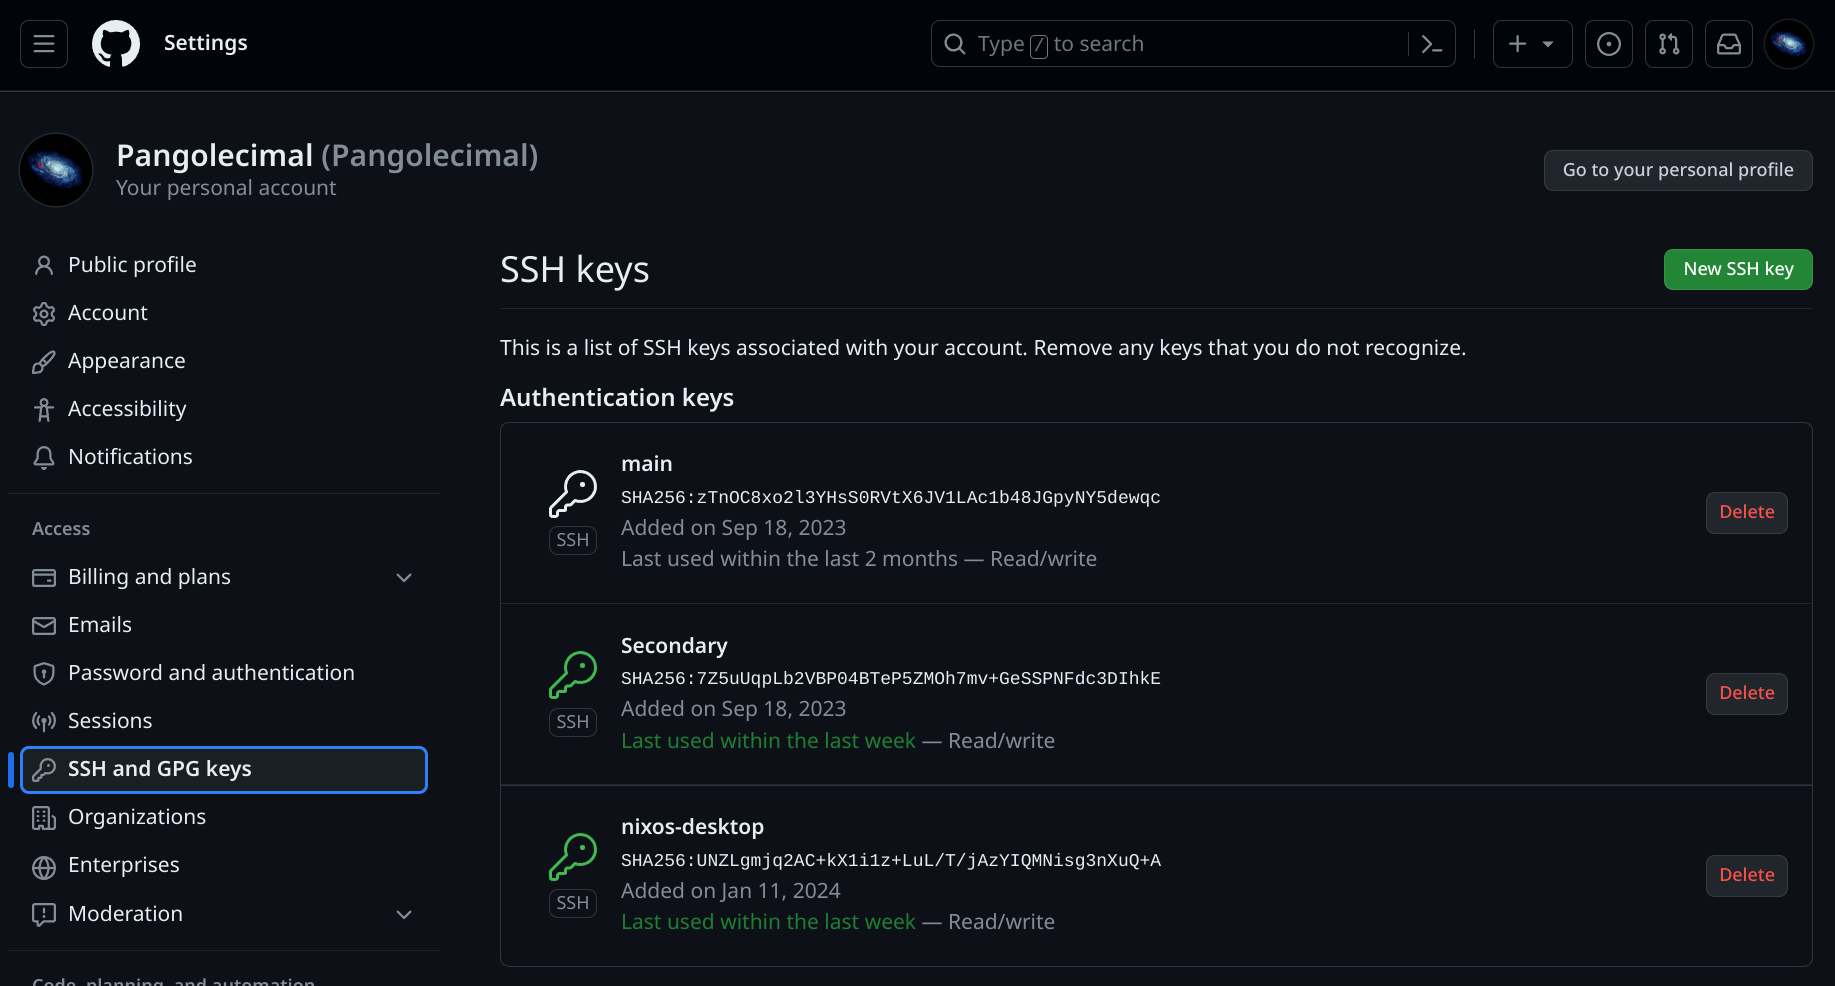 Settings
Type / to search
Pangolecimal (Pangolecimal)
Your personal account
Go to your personal profile
Public profile
Account
Appearance
Accessibility
Notifications
Access
Billing and plans
Emails
Password and authentication
Sessions
SSH and GPG keys
Organizations
Enterprises
Moderation
Code, planning, and automation
SSH keys
New SSH key
This is a list of SSH keys associated with your account. Remove any keys that you do not recognize.
Authentication keys
main
SHA256:zTnOC8xo2l3YHsS0RVtX6JV1LAc1b48JGpyNY5dewqc
Added on Sep 18, 2023
Last used within the last 2 months — Read/write
SSH
Delete
Secondary
SHA256:7Z5uUqpLb2VBP04BTeP5ZMOh7mv+GeSSPNFdc3DIhkE
Added on Sep 18, 2023
Last used within the last week — Read/write
SSH
Delete
nixos-desktop
SHA256:UNZLgmjq2AC+kX1i1z+LuL/T/jAzYIQMNisg3nXuQ+A
Added on Jan 11, 2024
Last used within the last week — Read/write
SSH
Delete